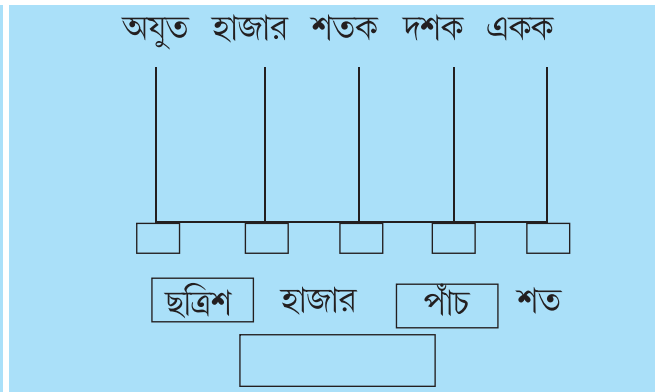 অযুত হাজার শতক দশক একক
ছত্রিশ হাজার পাঁচ শত